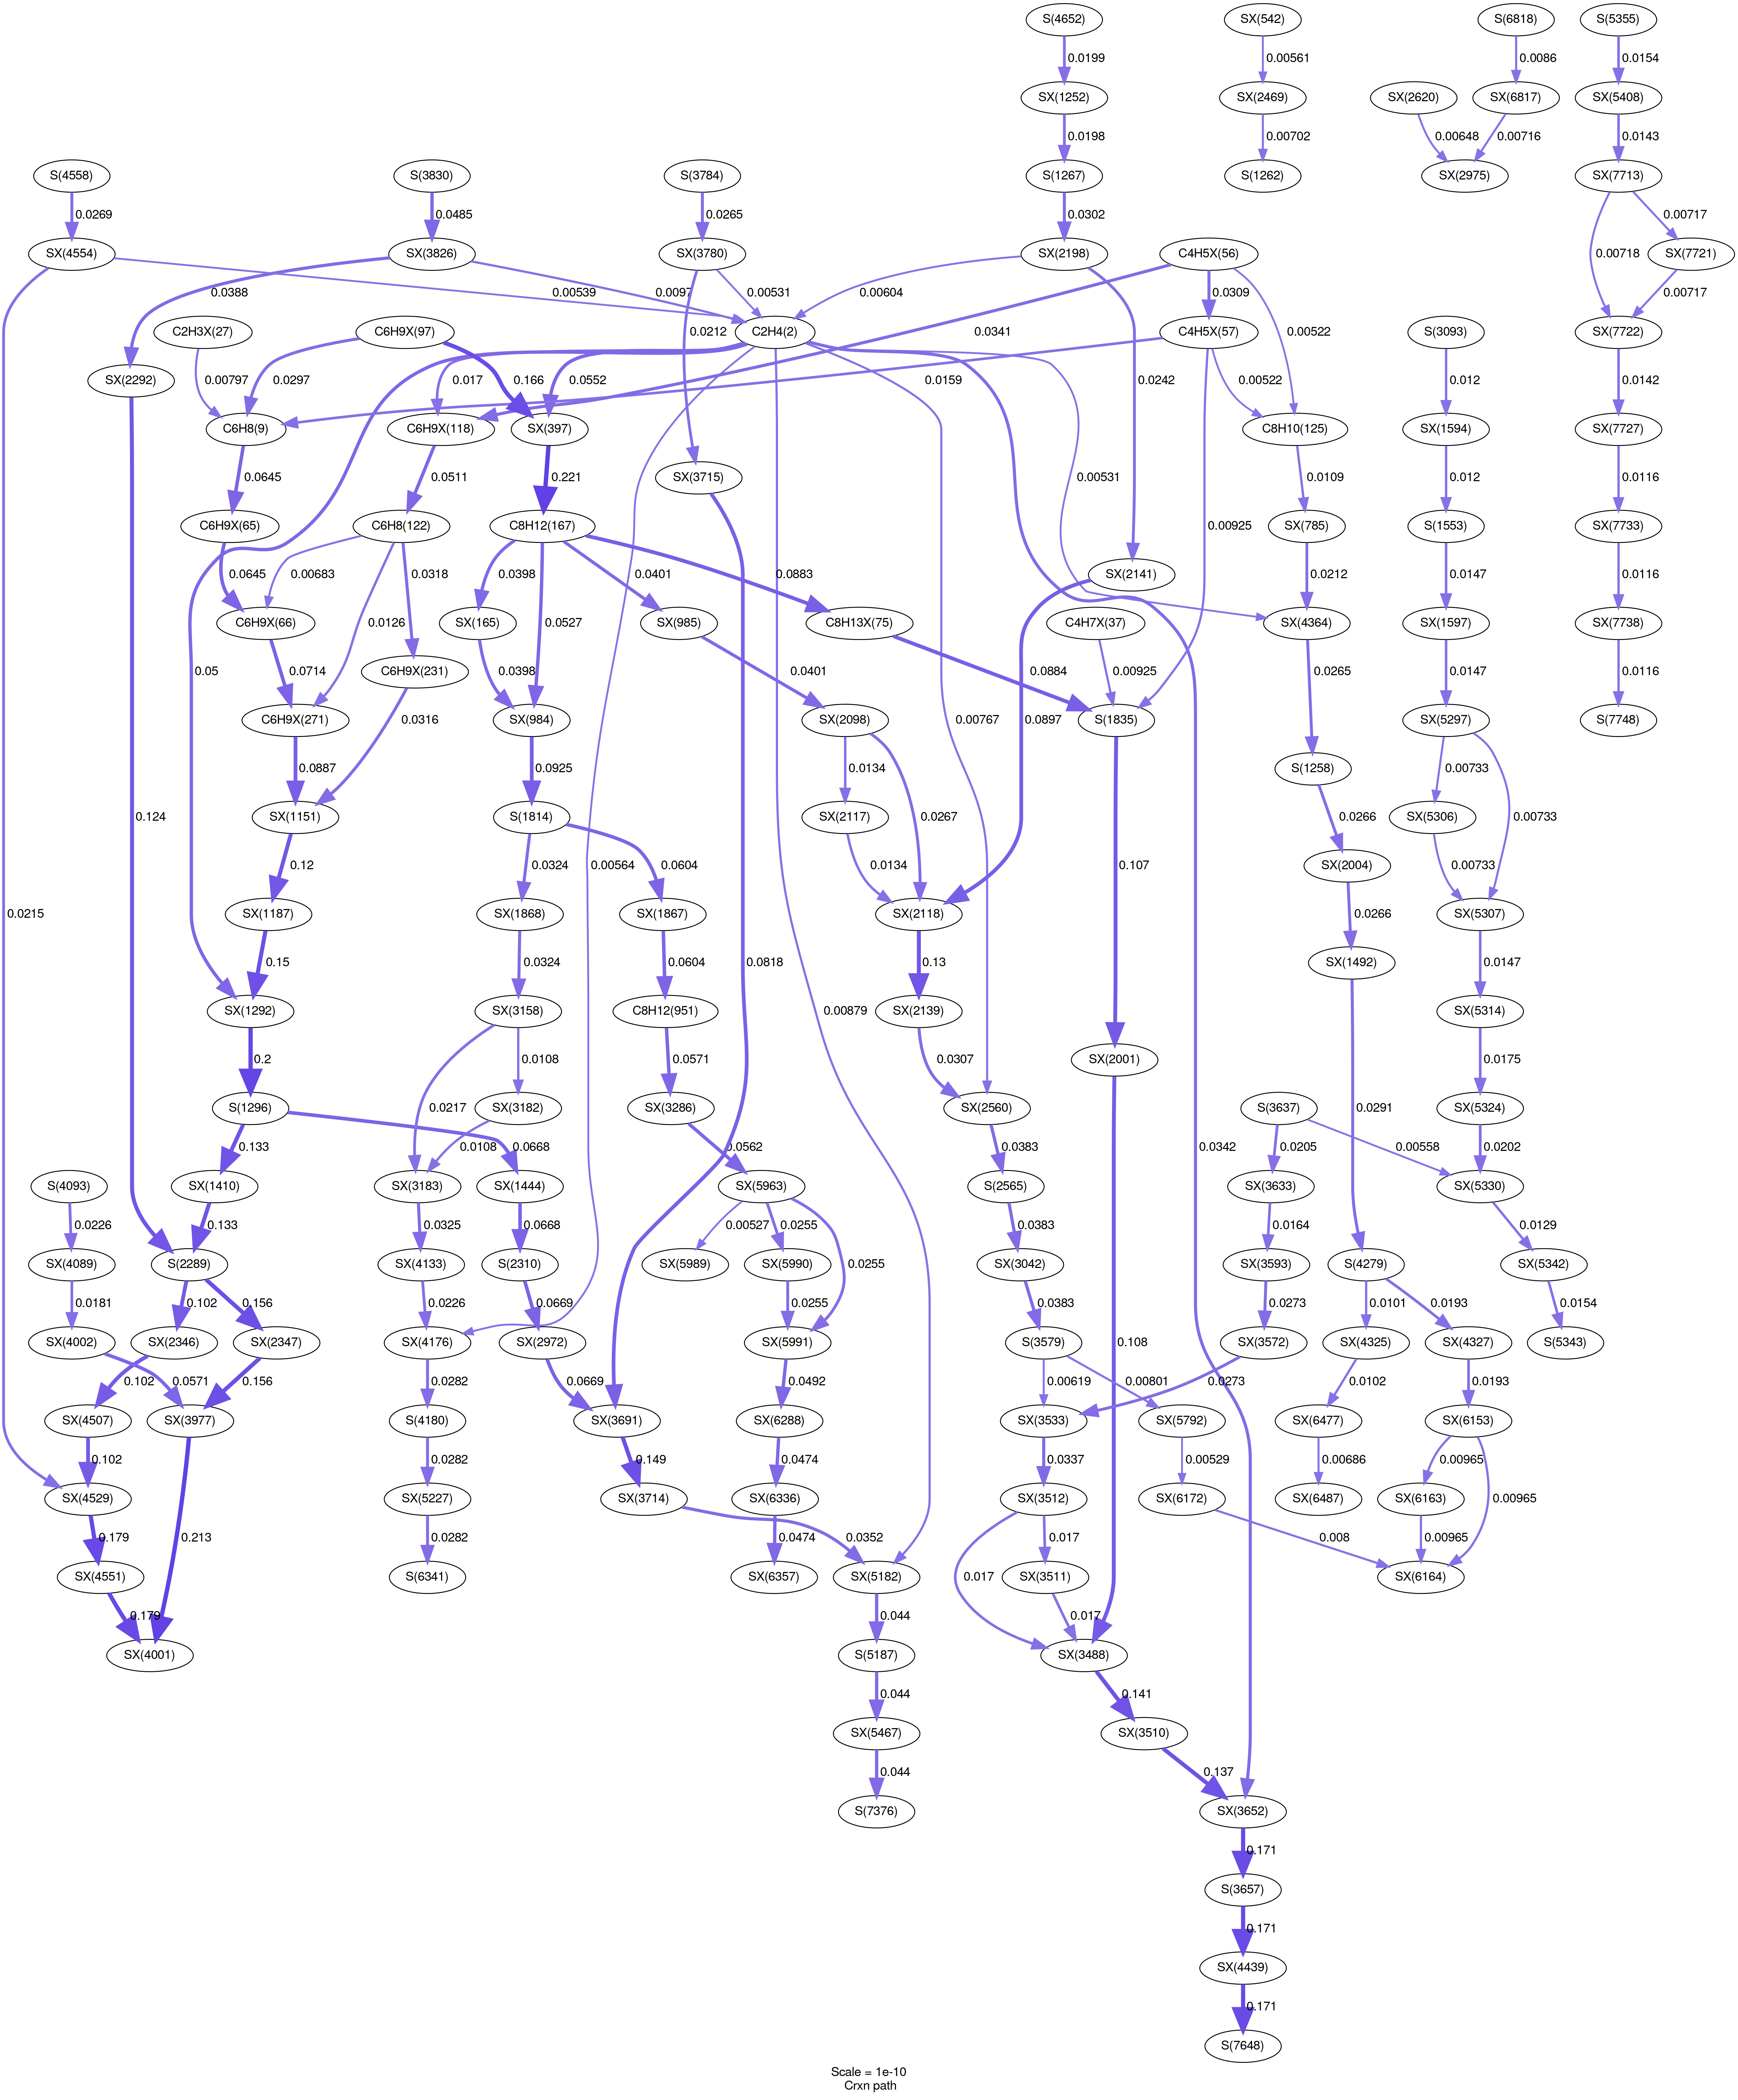 S(4652)
SX(542)
S(6818)
S(5355)
0.0199
0.00561
0.0086
0.0154
SX(1252)
SX(2469)
SX(2620)
SX(6817)
SX(5408)
0.0198
0.00702
0.00648
0.00716
0.0143
S(4558)
S(3830)
S(3784)
S(1267)
S(1262)
SX(2975)
SX(7713)
0.0269
0.0485
0.0265
0.0302
0.00717
SX(4554)
SX(3826)
SX(3780)
SX(2198)
C4H5X(56)
0.00718
SX(7721)
0.0388
0.00539
0.0097
0.00531
0.00604
0.0309
0.00717
C2H3X(27)
C6H9X(97)
0.0212
C2H4(2)
0.0341
C4H5X(57)
0.00522
S(3093)
SX(7722)
SX(2292)
0.00797
0.0297
0.017
0.166
0.0552
0.0159
0.0242
0.00522
0.012
0.0142
C6H8(9)
C6H9X(118)
SX(397)
C8H10(125)
SX(1594)
SX(7727)
0.0645
0.0511
0.221
SX(3715)
0.00531
0.0109
0.012
0.0116
C6H9X(65)
C6H8(122)
C8H12(167)
0.00925
SX(785)
S(1553)
SX(7733)
0.0645
0.00683
0.0318
0.0398
0.0401
0.0883
SX(2141)
0.0212
0.0147
0.0116
C6H9X(66)
0.0126
SX(165)
0.0527
SX(985)
C8H13X(75)
C4H7X(37)
SX(4364)
SX(1597)
SX(7738)
0.05
0.0714
C6H9X(231)
0.0398
0.0401
0.0884
0.00925
0.0265
0.0147
0.0116
C6H9X(271)
0.0316
SX(984)
0.00767
SX(2098)
0.0897
S(1835)
SX(5297)
S(7748)
0.124
0.0887
0.0925
0.0134
S(1258)
0.00733
SX(1151)
S(1814)
SX(2117)
0.0267
0.107
0.0266
SX(5306)
0.00733
0.12
0.0324
0.0604
0.00564
0.0134
SX(2004)
0.00733
0.0215
SX(1187)
SX(1868)
SX(1867)
SX(2118)
0.0266
SX(5307)
0.15
0.0324
0.0604
0.0818
0.13
SX(1492)
0.0147
SX(1292)
SX(3158)
C8H12(951)
0.00879
SX(2139)
SX(2001)
SX(5314)
0.2
0.0217
0.0108
0.0571
0.0307
0.0175
S(1296)
SX(3182)
SX(3286)
SX(2560)
S(3637)
SX(5324)
0.133
0.0668
0.0108
0.0562
0.0383
0.0342
0.0205
0.00558
0.0291
0.0202
S(4093)
SX(1410)
SX(3183)
SX(1444)
SX(5963)
S(2565)
SX(3633)
SX(5330)
0.0226
0.133
0.0325
0.0668
0.00527
0.0255
0.0383
0.0164
0.0129
SX(4089)
S(2289)
SX(4133)
S(2310)
SX(5989)
SX(5990)
0.0255
SX(3042)
SX(3593)
S(4279)
SX(5342)
0.0181
0.102
0.156
0.0226
0.0669
0.0255
0.0383
0.0273
0.0101
0.0193
0.0154
SX(4002)
SX(2346)
SX(2347)
SX(4176)
SX(2972)
SX(5991)
S(3579)
0.108
SX(3572)
SX(4325)
SX(4327)
S(5343)
0.102
0.0571
0.156
0.0282
0.0669
0.0492
0.00619
0.00801
0.0273
0.0102
0.0193
SX(4507)
SX(3977)
S(4180)
SX(3691)
SX(6288)
SX(3533)
SX(5792)
SX(6477)
SX(6153)
0.102
0.0282
0.149
0.0474
0.0337
0.00529
0.00686
0.00965
SX(4529)
SX(5227)
SX(3714)
SX(6336)
SX(3512)
SX(6172)
SX(6487)
SX(6163)
0.00965
0.179
0.213
0.0282
0.0352
0.0474
0.017
0.008
0.00965
SX(4551)
S(6341)
SX(6357)
SX(5182)
0.017
SX(3511)
SX(6164)
0.179
0.044
0.017
SX(4001)
S(5187)
SX(3488)
0.044
0.141
SX(5467)
SX(3510)
0.044
0.137
S(7376)
SX(3652)
0.171
S(3657)
0.171
SX(4439)
0.171
S(7648)
Scale = 1e-10
Crxn path